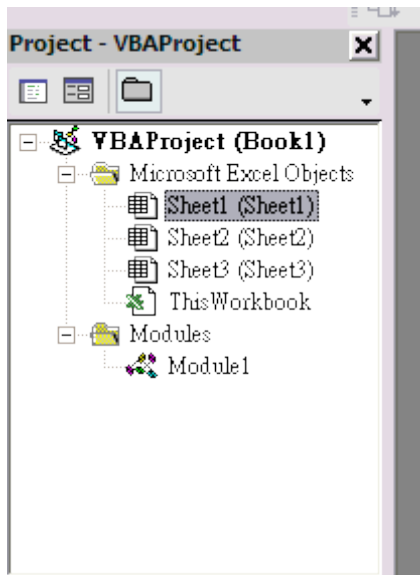 Project - VBAProject
VBAProject (Book1)
Microsoft Excel Objects
Sheet1 (Sheet1)
Sheet2 (Sheet2)
Sheet3 (Sheet3)
ThisWorkbook
Modules
Module1